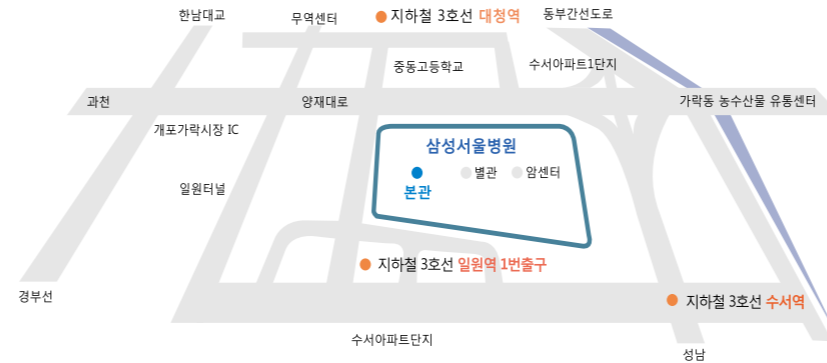 한남대교
무역센터
지하철 3호선 대청역
동부간선도로
중동고등학교
수서아파트1단지
과천
양재대로
가락동 농수산물 유통센터
개포가락시장 IC
삼성서울병원
본관
별관
암센터
일원터널
지하철 3호선 일원역 1번출구
경부선
지하철 3호선 수서역
수서아파트단지
성남